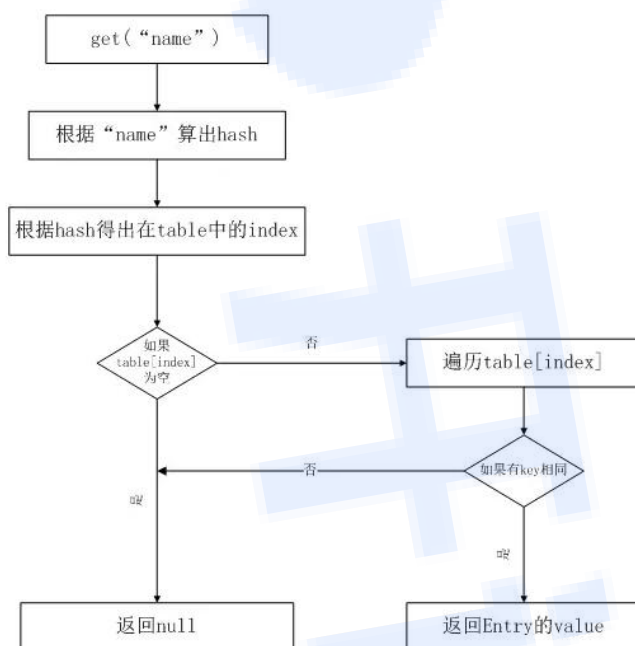 get(“name”)
根据“name”算出hash
根据hash得出在table中的index
如果
table[index]
为空
否
遍历table[index]
如果有key相同
否
是
是
返回null
返回Entry的value